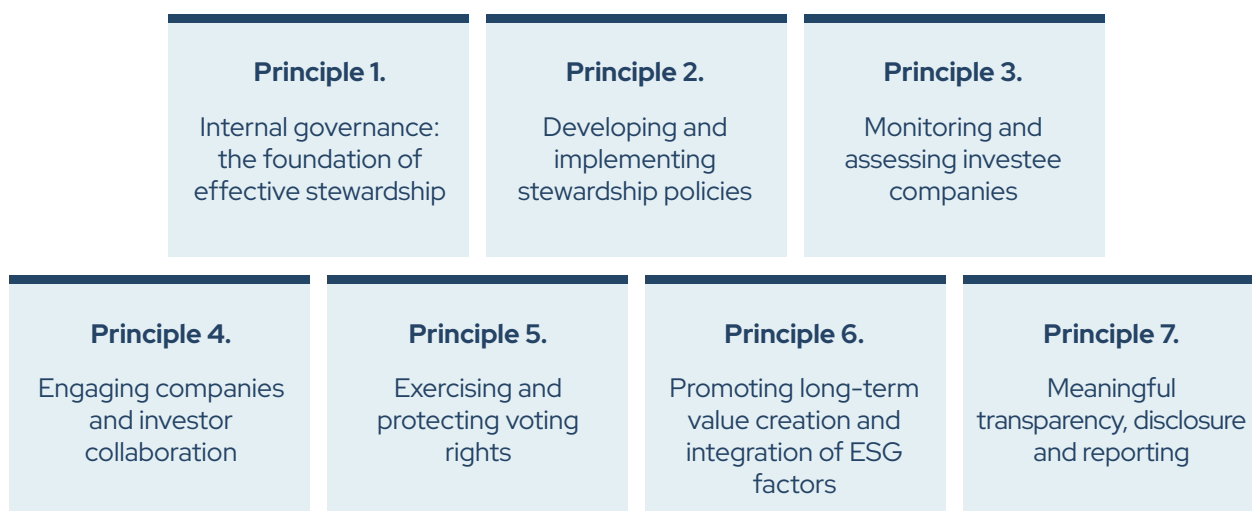 Principle 1.
Internal governance:
the foundation of
effective stewardship
Principle 2.
Developing and
implementing
stewardship policies
Principle 3.
Monitoring and
assessing investee
companies
Principle 4.
Engaging companies
and investor
collaboration
Principle 5.
Exercising and
protecting voting
rights
Principle 6.
Promoting long-term
value creation and
integration of ESG
factors
Principle 7.
Meaningful
transparency, disclosure
and reporting